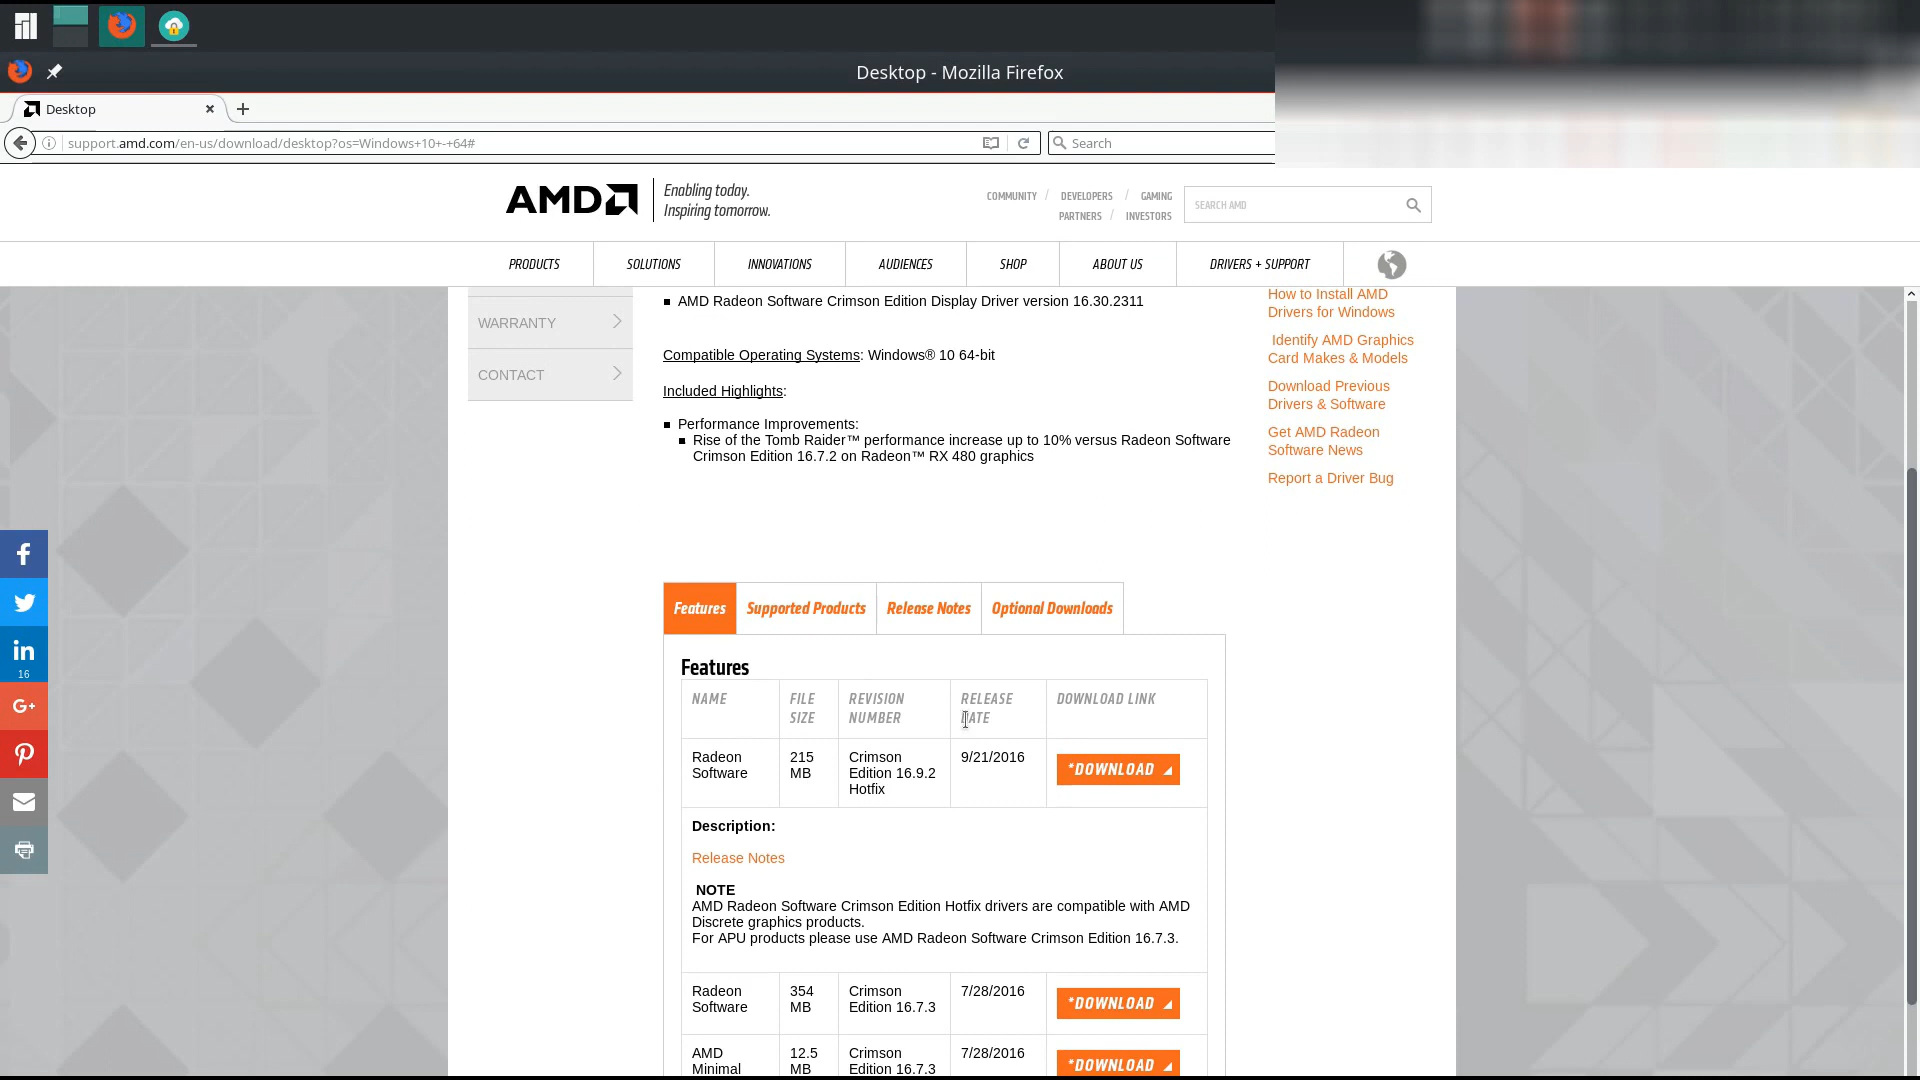 Desktop - Mozilla Firefox
Desktop
support.amd.com/en-us/download/desktop?os=Windows+10+-+64#
Search
AMD
Enabling today.
Inspiring tomorrow.
COMMUNITY / DEVELOPERS / GAMING
PARTNERS / INVESTORS
SEARCH AMD
PRODUCTS
SOLUTIONS
INNOVATIONS
AUDIENCES
SHOP
ABOUT US
DRIVERS + SUPPORT
WARRANTY
CONTACT
AMD Radeon Software Crimson Edition Display Driver version 16.30.2311
Compatible Operating Systems: Windows® 10 64-bit
Included Highlights:
Performance Improvements:
Rise of the Tomb Raider™ performance increase up to 10% versus Radeon Software
Crimson Edition 16.7.2 on Radeon™ RX 480 graphics
How to Install AMD
Drivers for Windows
Identify AMD Graphics
Card Makes & Models
Download Previous
Drivers & Software
Get AMD Radeon
Software News
Report a Driver Bug
16
G+
Features
Supported Products
Release Notes
Optional Downloads
Features
NAME
FILE
SIZE
REVISION
NUMBER
RELEASE
DATE
DOWNLOAD LINK
Radeon
Software
215
MB
Crimson
Edition 16.9.2
Hotfix
9/21/2016
*DOWNLOAD
Description:
Release Notes
NOTE
AMD Radeon Software Crimson Edition Hotfix drivers are compatible with AMD
Discrete graphics products.
For APU products please use AMD Radeon Software Crimson Edition 16.7.3.
Radeon
Software
354
MB
Crimson
Edition 16.7.3
7/28/2016
*DOWNLOAD
AMD
Minimal
12.5
MB
Crimson
Edition 16.7.3
7/28/2016
*DOWNLOAD